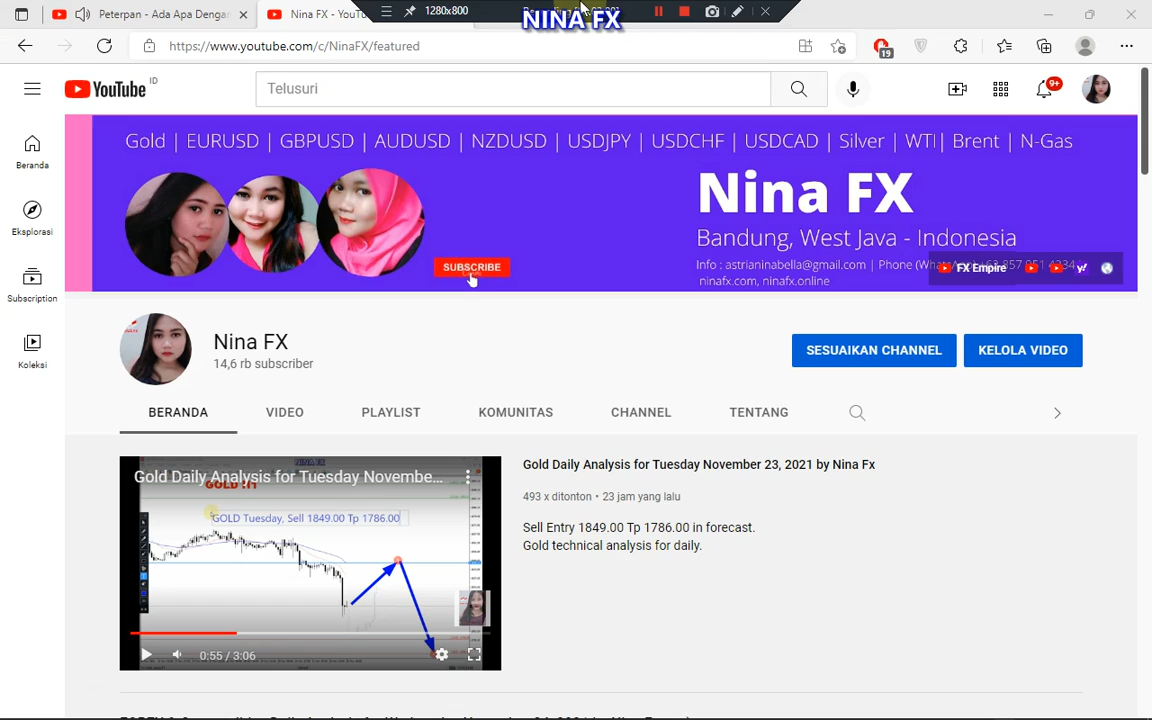 Peterpan - Ada Apa Dengan
Nina FX - YouT
1280x800
NINA FX
https://www.youtube.com/c/NinaFX/featured
19
YouTube ID
Telusuri
9+
Beranda
Eksplorasi
Subscription
Koleksi
Gold | EURUSD | GBPUSD | AUDUSD | NZDUSD | USDJPY | USDCHF | USDCAD | Silver | WTI | Brent | N-Gas
Nina FX
Bandung, West Java - Indonesia
SUBSCRIBE
Info : astrianinabella@gmail.com | Phone
FX Empire
ninafx.com, ninafx.online
Nina FX
14,6 rb subscriber
SESUAIKAN CHANNEL
KELOLA VIDEO
BERANDA
VIDEO
PLAYLIST
KOMUNITAS
CHANNEL
TENTANG
Gold Daily Analysis for Tuesday Novembe...
NINA FX
GOLD Tuesday, Sell 1849.00 Tp 1786.00
0:55 / 3:06
Gold Daily Analysis for Tuesday November 23, 2021 by Nina Fx
493 x ditonton • 23 jam yang lalu
Sell Entry 1849.00 Tp 1786.00 in forecast.
Gold technical analysis for daily.